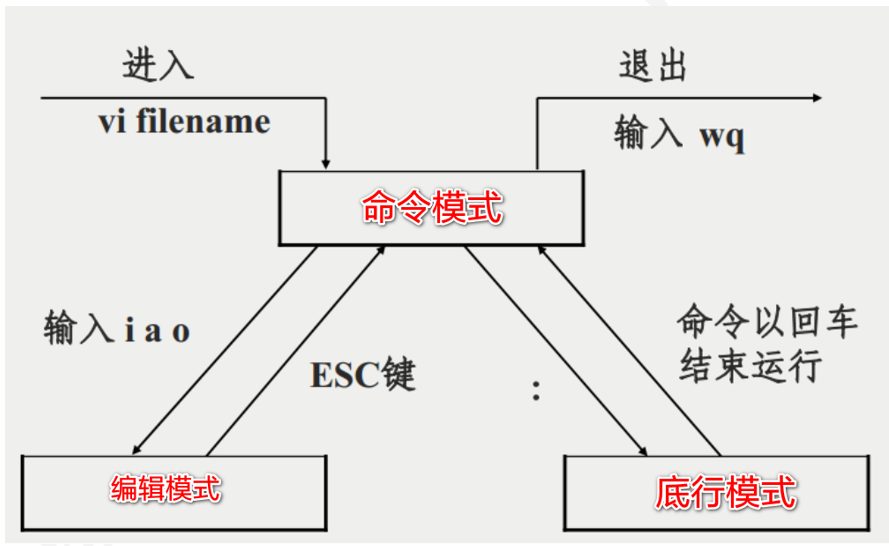 进入
vi filename
退出
输入 wq
命令模式
输入 i a o
ESC键
:
命令以回车
结束运行
编辑模式
底行模式